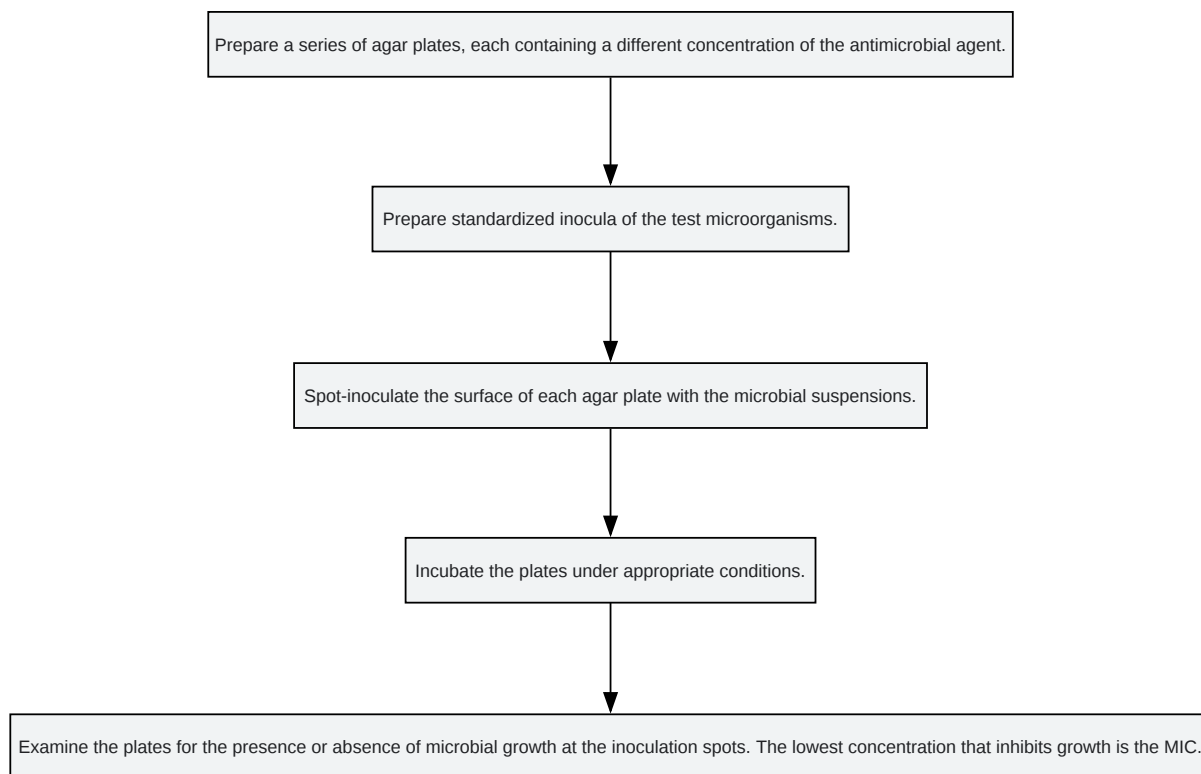 Prepare a series of agar plates, each containing a different concentration of the antimicrobial agent.
Prepare standardized inocula of the test microorganisms.
Spot-inoculate the surface of each agar plate with the microbial suspensions.
Incubate the plates under appropriate conditions.
Examine the plates for the presence or absence of microbial growth at the inoculation spots. The lowest concentration that inhibits growth is the MIC.